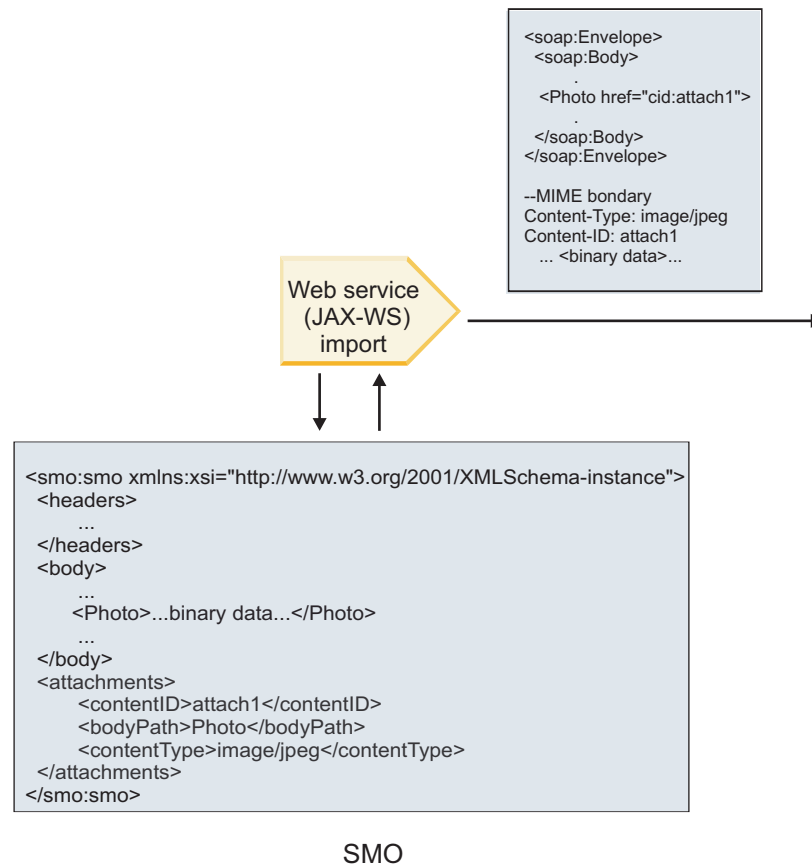 <soap:Envelope>
<soap:Body>
.
<Photo href="cid:attach1">
.
</soap:Body>
</soap:Envelope>
--MIME bondary
Content-Type: image/jpeg
Content-ID: attach1
... <binary data>...
Web service
(JAX-WS)
import
<smo:smo xmlns:xsi="http://www.w3.org/2001/XMLSchema-instance">
<headers>
...
</headers>
<body>
...
<Photo>...binary data...</Photo>
...
</body>
<attachments>
<contentID>attach1</contentID>
<bodyPath>Photo</bodyPath>
<contentType>image/jpeg</contentType>
</attachments>
</smo:smo>
SMO